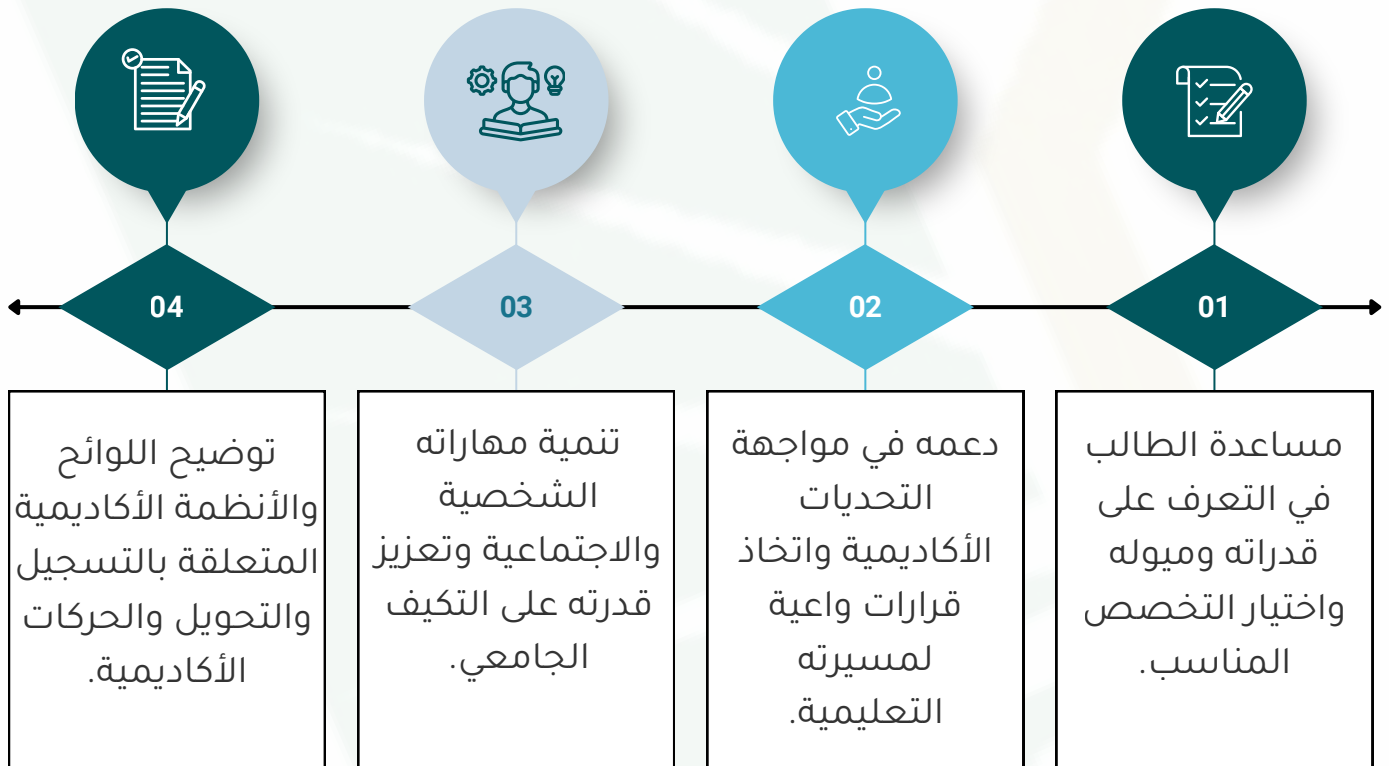 01
مساعدة الطالب
في التعرف على
قدراته وميوله
واختيار التخصص
المناسب.
02
دعمه في مواجهة
التحديات
الأكاديمية واتخاذ
قرارات واعية
لمسيرته
التعليمية.
03
تنمية مهاراته
الشخصية
والاجتماعية وتعزيز
قدرته على التكيف
الجامعي.
04
توضيح اللوائح
والأنظمة الأكاديمية
المتعلقة بالتسجيل
والتحويل والحركات
الأكاديمية.